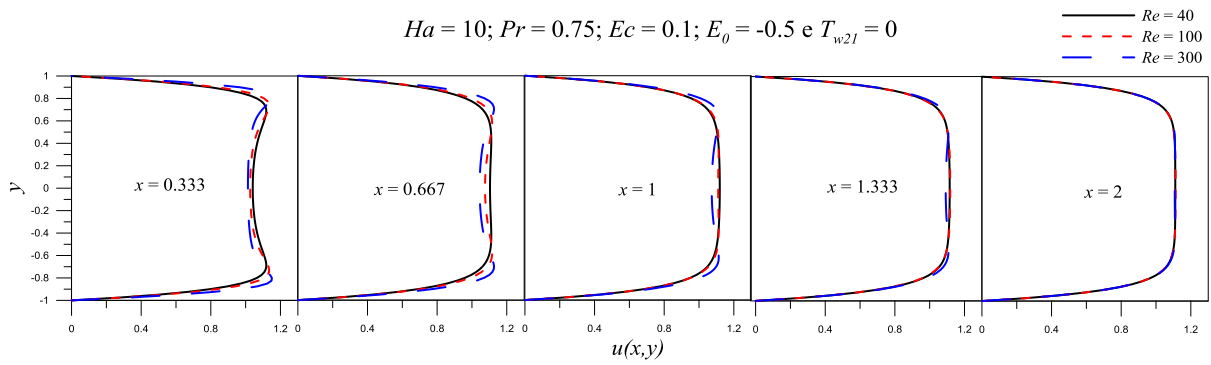 Ha = 10; Pr = 0.75; Ec = 0.1; E₀ = -0.5 e T_w21 = 0
Re = 40
Re = 100
Re = 300
1
0.8
0.6
0.4
0.2
0
-0.2
-0.4
-0.6
-0.8
-1
y
x = 0.333
x = 0.667
x = 1
x = 1.333
x = 2
0 0.4 0.8 1.2 0 0.4 0.8 1.2 0 0.4 0.8 1.2 0 0.4 0.8 1.2 0 0.4 0.8 1.2
u(x,y)